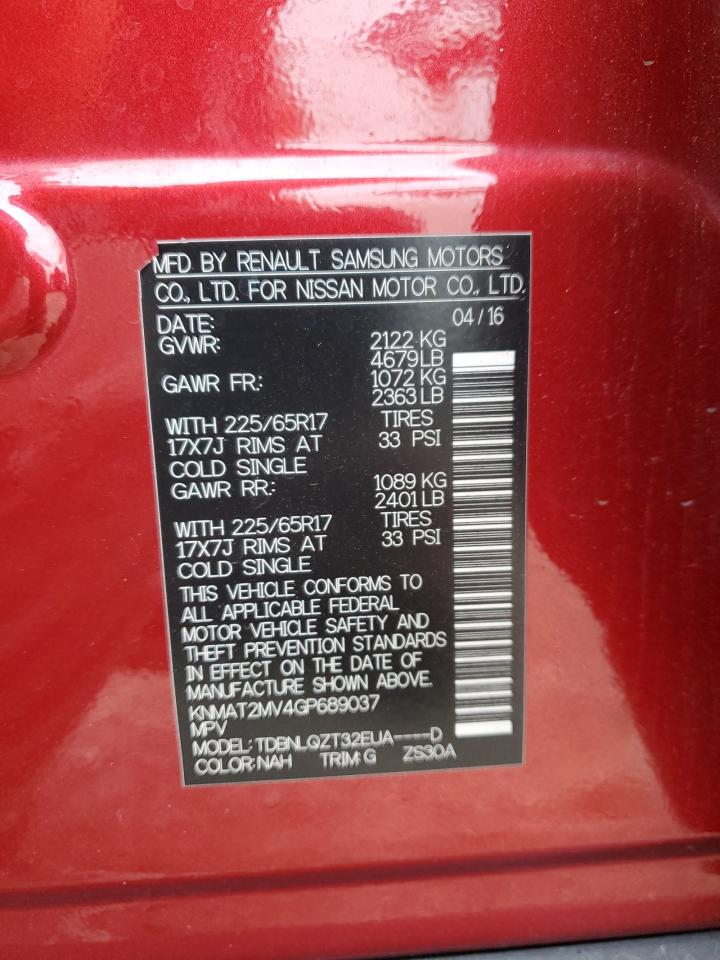 MFD BY RENAULT SAMSUNG MOTORS
CO., LTD. FOR NISSAN MOTOR CO., LTD.
DATE: 04/16
GVWR: 2122 KG
4679 LB
GAWR FR.: 1072 KG
2363 LB
WITH 225/65R17 TIRES
17X7J RIMS AT 33 PSI
COLD SINGLE
GAWR RR.: 1089 KG
2401 LB
WITH 225/65R17 TIRES
17X7J RIMS AT 33 PSI
COLD SINGLE
THIS VEHICLE CONFORMS TO
ALL APPLICABLE FEDERAL
MOTOR VEHICLE SAFETY AND
THEFT PREVENTION STANDARDS
IN EFFECT ON THE DATE OF
MANUFACTURE SHOWN ABOVE.
KNMAT2MV4GP689037
MPV
MODEL: TDBNLQZT32EUA----D
COLOR:NAH TRIM:G ZS30A